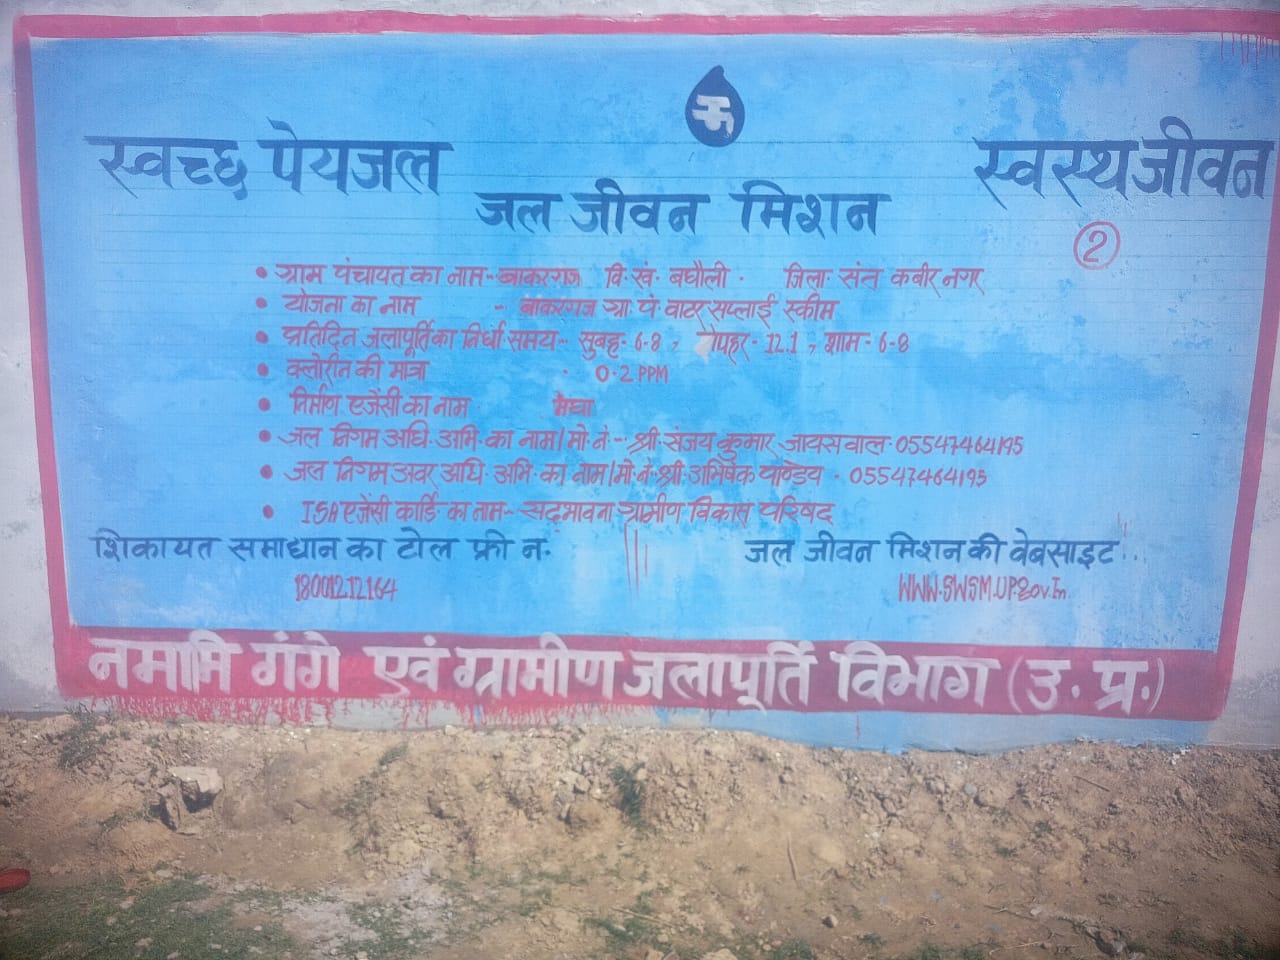 स्वच्छ पेयजल
स्वस्थ जीवन
जल जीवन मिशन
2
• ग्राम पंचायत का नाम - बाकरगंज वि. खं. बघौली . जिला संत कबीर नगर
• योजना का नाम - बाकरगंज ग्रा. पं. वाटर सप्लाई स्कीम
• प्रतिदिन जलापूर्ति का निर्धा. समय - सुबह - 6-8 , दोपहर - 12.1 , शाम - 6-8
• क्लोरीन की मात्रा - 0.2 PPM
• निर्माण एजेंसी का नाम मेघा
• जल निगम अधि. अभि. का नाम / मो. नं. - श्री. संजय कुमार जायसवाल - 05547464195
• जल निगम अवर अधि. अभि. का नाम / मो. नं. श्री. अभिषेक पाण्डेय - 05547464195
• ISA एजेंसी कार्डि का नाम - सद्भावना ग्रामीण विकास परिषद
शिकायत समाधान का टोल फ्री न.
जल जीवन मिशन की वेबसाइट
18001212164
WWW.SWSM.UP.gov.In
नमामि गंगे एवं ग्रामीण जलापूर्ति विभाग (उ. प्र.)